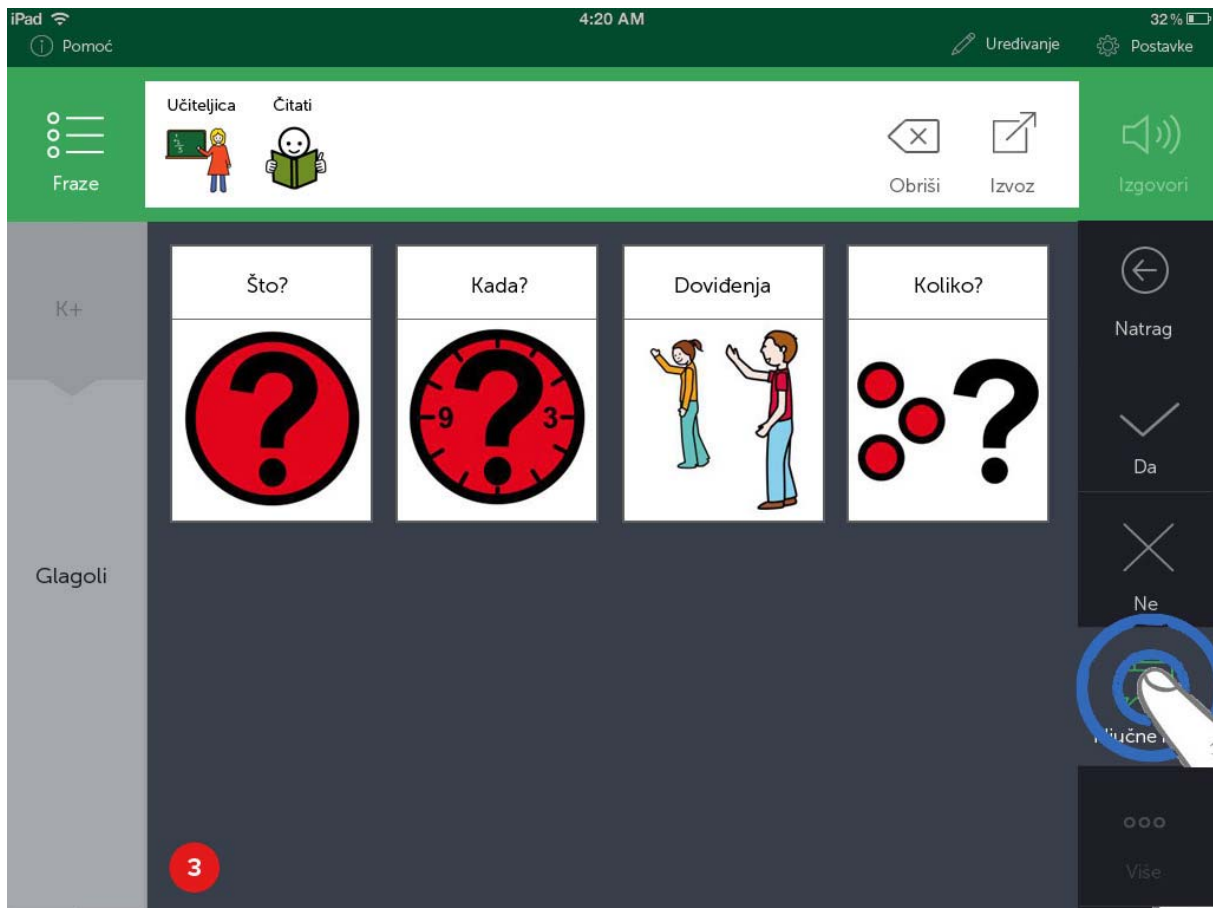 iPad
4:20 AM
32%
Pomoć
Uređivanje
Postavke
Fraze
Učiteljica
Čitati
Obriši
Izvoz
Izgovori
K+
Glagoli
Što?
Kada?
9
3
Doviđenja
Koliko?
Natrag
Da
Ne
Više
3